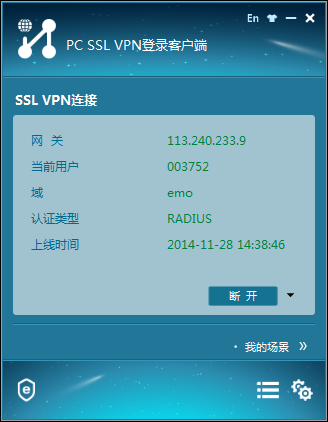 En
PC SSL VPN登录客户端
SSL VPN连接
网 关 113.240.233.9
当前用户 003752
域 emo
认证类型 RADIUS
上线时间 2014-11-28 14:38:46
断 开
· 我的场景 »
e